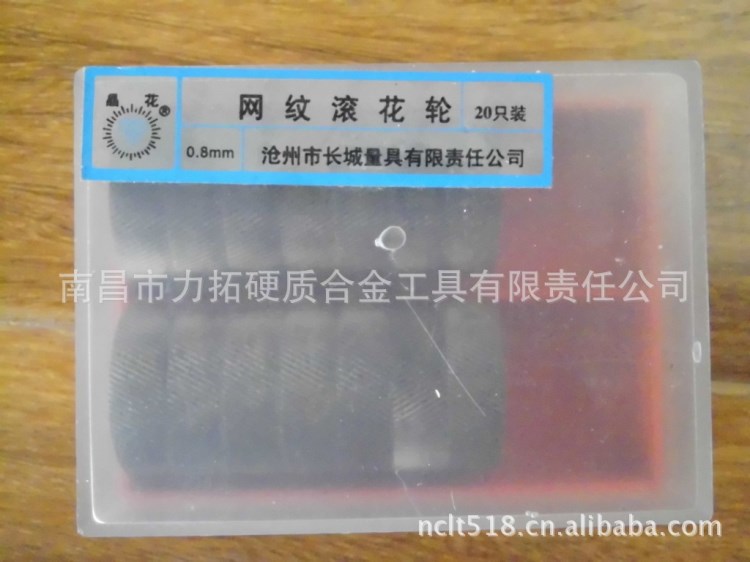 晶花®
网纹滚花轮
20只装
0.8mm
沧州市长城量具有限责任公司
南昌市力拓硬质合金工具有限责任公司
nclt518.cn.alibaba.com